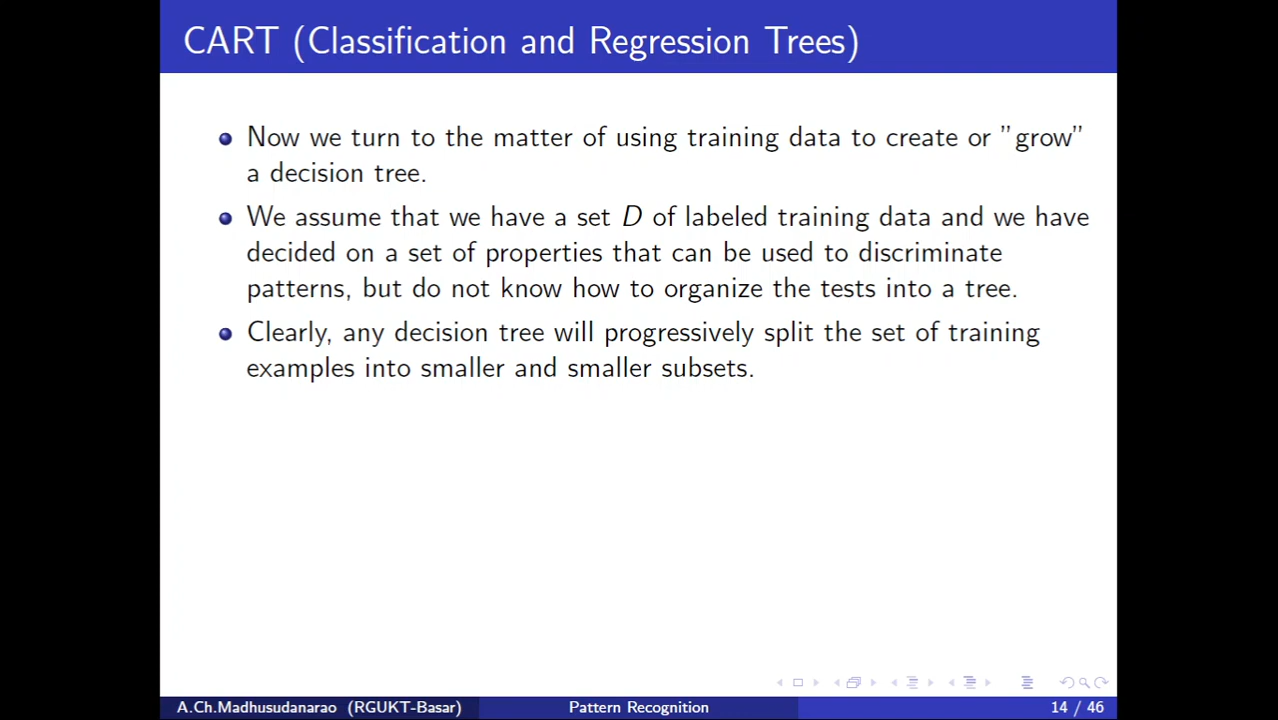 CART (Classification and Regression Trees)
Now we turn to the matter of using training data to create or ”grow”
a decision tree.
We assume that we have a set D of labeled training data and we have
decided on a set of properties that can be used to discriminate
patterns, but do not know how to organize the tests into a tree.
Clearly, any decision tree will progressively split the set of training
examples into smaller and smaller subsets.
A.Ch.Madhusudanarao (RGUKT-Basar) Pattern Recognition 14 / 46